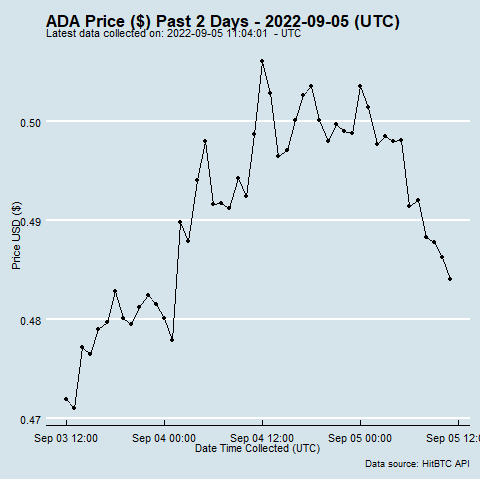 ADA Price ($) Past 2 Days - 2022-09-05 (UTC)
Latest data collected on: 2022-09-05 11:04:01 - UTC
0.50
0.49
0.48
0.47
Price USD ($)
Sep 03 12:00 Sep 04 00:00 Sep 04 12:00 Sep 05 00:00 Sep 05 12:0
Date Time Collected (UTC)
Data source: HitBTC API